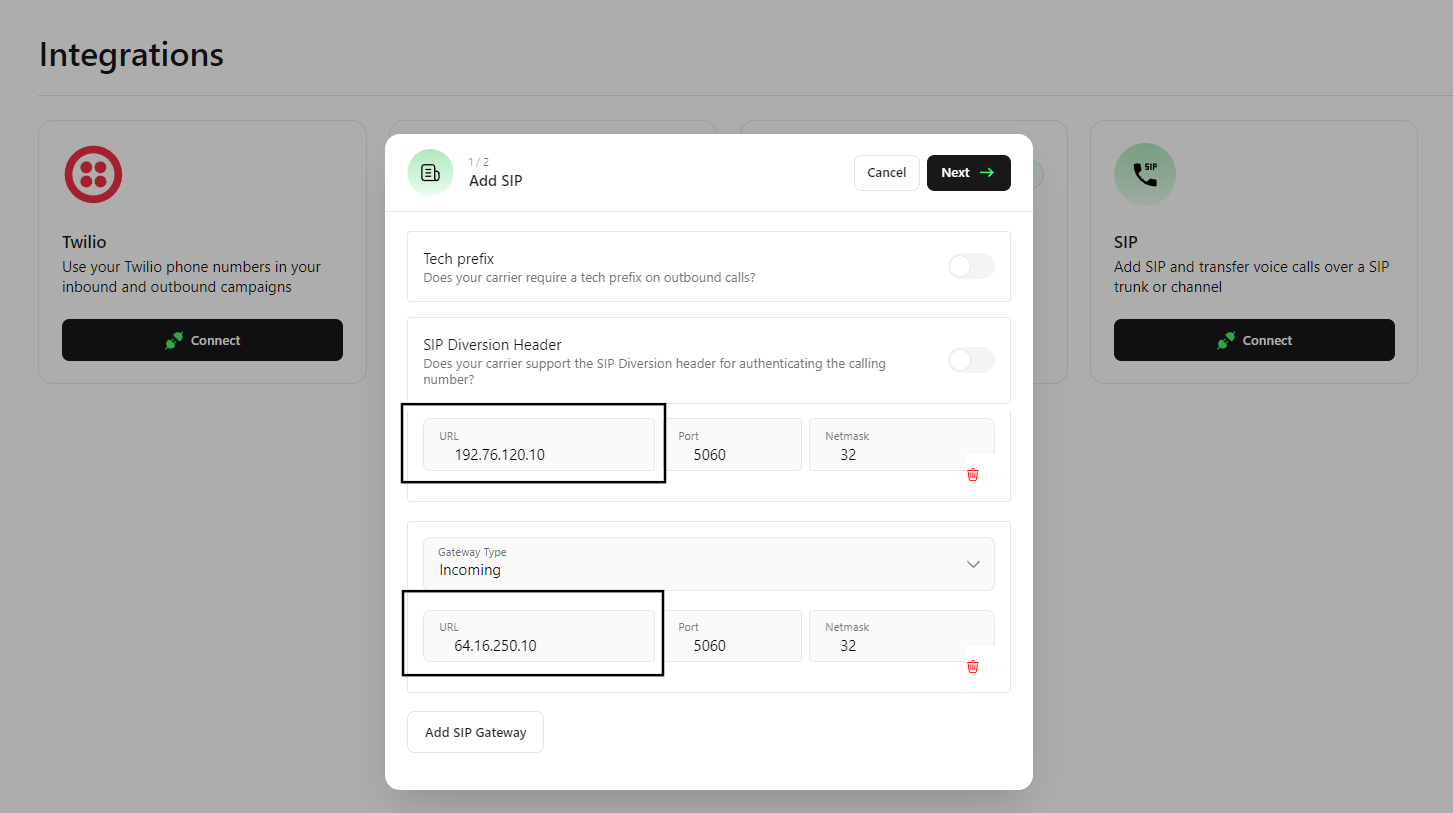 Integrations
Twilio
Use your Twilio phone numbers in your
inbound and outbound campaigns
Connect
1 / 2
Add SIP
Cancel
Next
Tech prefix
Does your carrier require a tech prefix on outbound calls?
SIP Diversion Header
Does your carrier support the SIP Diversion header for authenticating the calling
number?
URL
192.76.120.10
Port
5060
Netmask
32
Gateway Type
Incoming
URL
64.16.250.10
Port
5060
Netmask
32
Add SIP Gateway
SIP
SIP
Add SIP and transfer voice calls over a SIP
trunk or channel
Connect